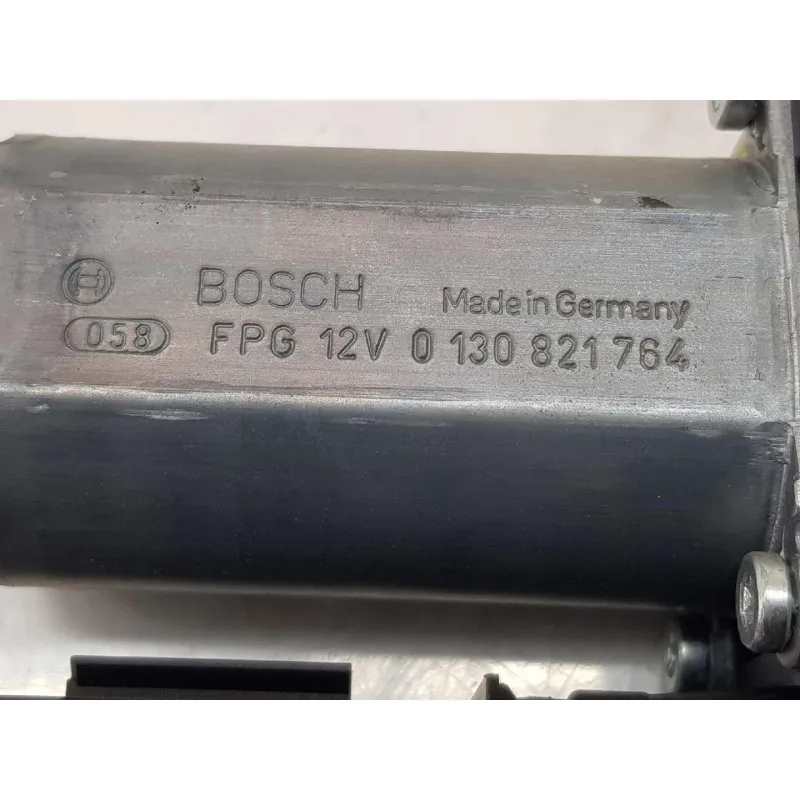 BOSCH Made in Germany
058 FPG 12V 0 130 821 764